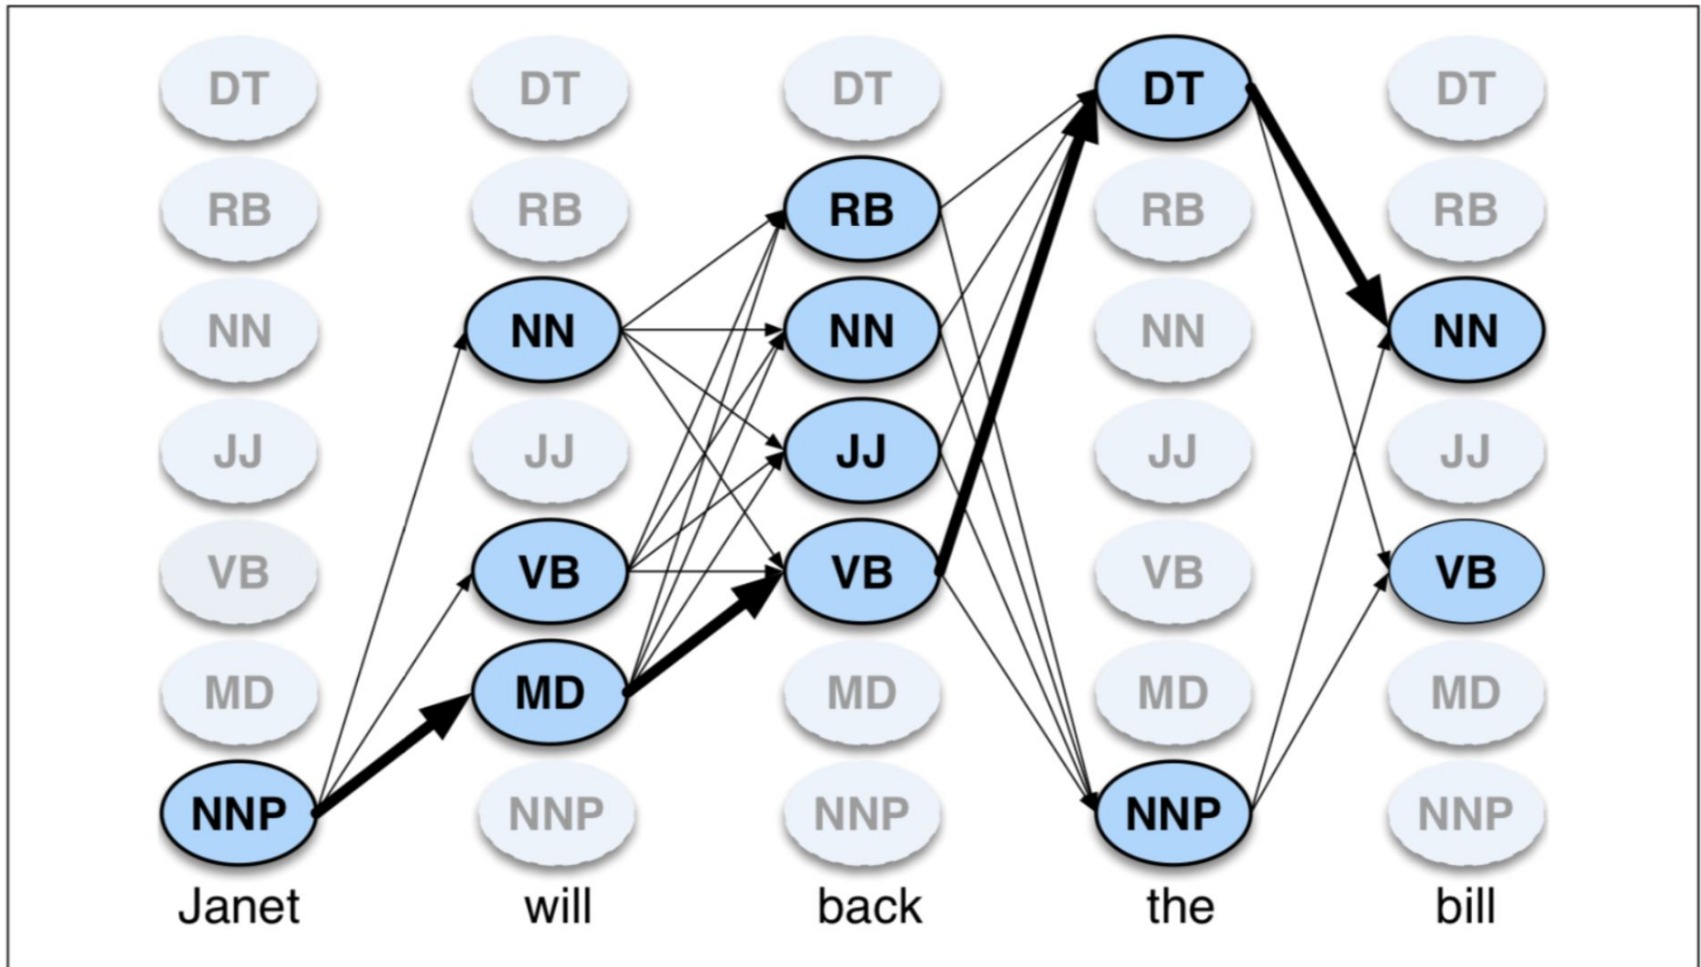 DT DT DT DT DT
RB RB RB RB RB
NN NN NN NN NN
JJ JJ JJ JJ JJ
VB VB VB VB VB
MD MD MD MD MD
NNP NNP NNP NNP NNP
Janet will back the bill